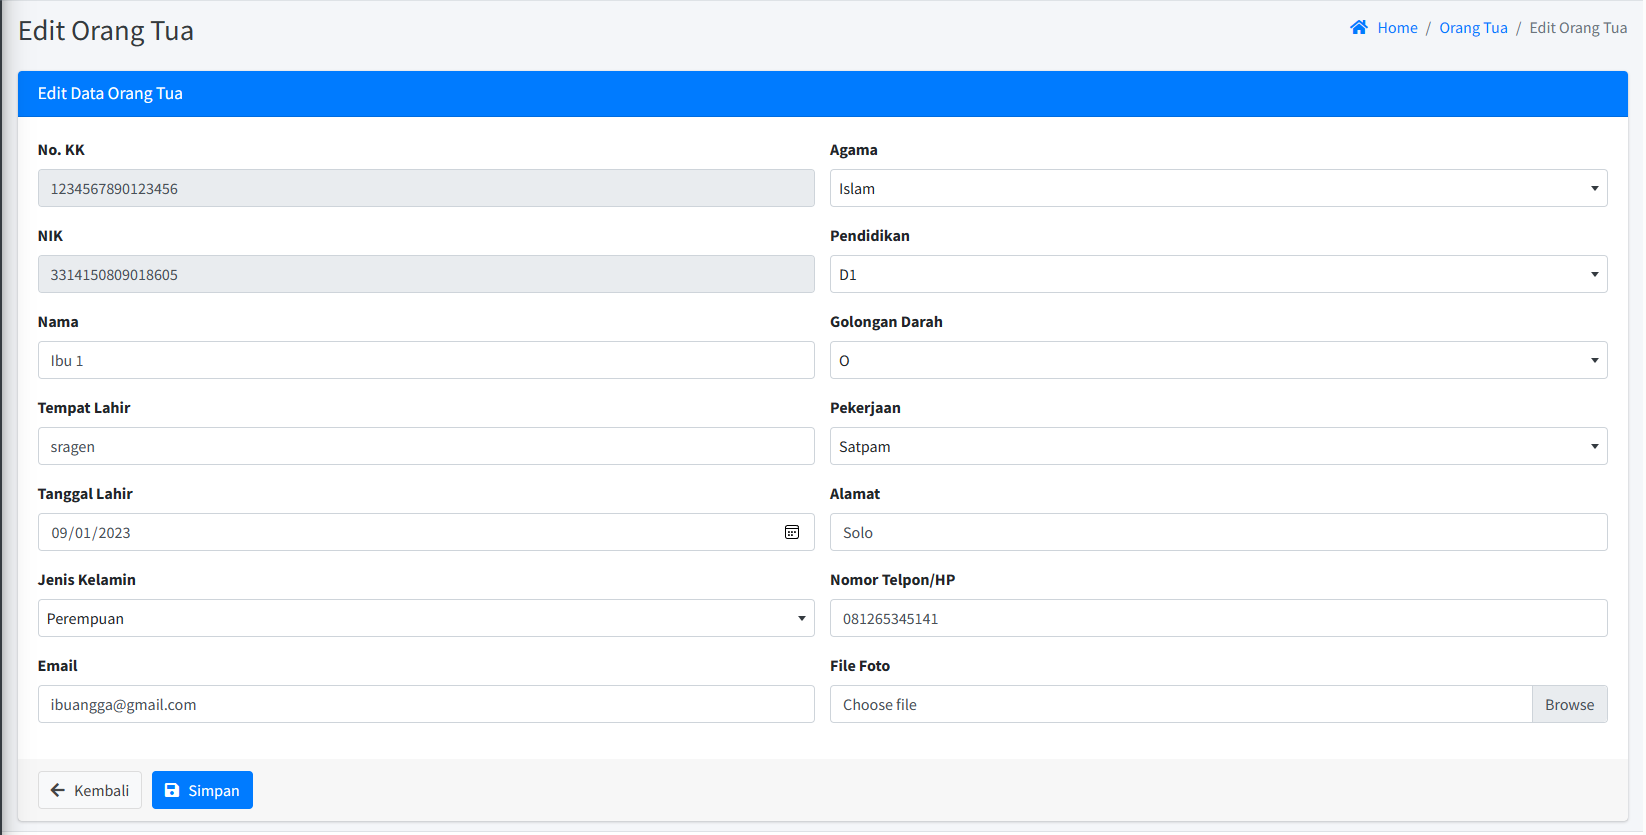 Edit Orang Tua
Home / Orang Tua / Edit Orang Tua
Edit Data Orang Tua
No. KK
1234567890123456
NIK
3314150809018605
Nama
Ibu 1
Tempat Lahir
sragen
Tanggal Lahir
09/01/2023
Jenis Kelamin
Perempuan
Email
ibuangga@gmail.com
Agama
Islam
Pendidikan
D1
Golongan Darah
O
Pekerjaan
Satpam
Alamat
Solo
Nomor Telpon/HP
081265345141
File Foto
Choose file Browse
Kembali Simpan